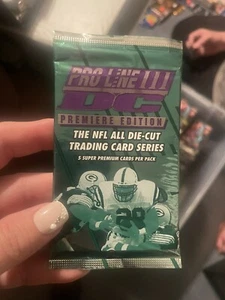 PRO LINE III
DC
PREMIERE EDITION
THE NFL ALL DIE-CUT
TRADING CARD SERIES
5 SUPER PREMIUM CARDS PER PACK
20